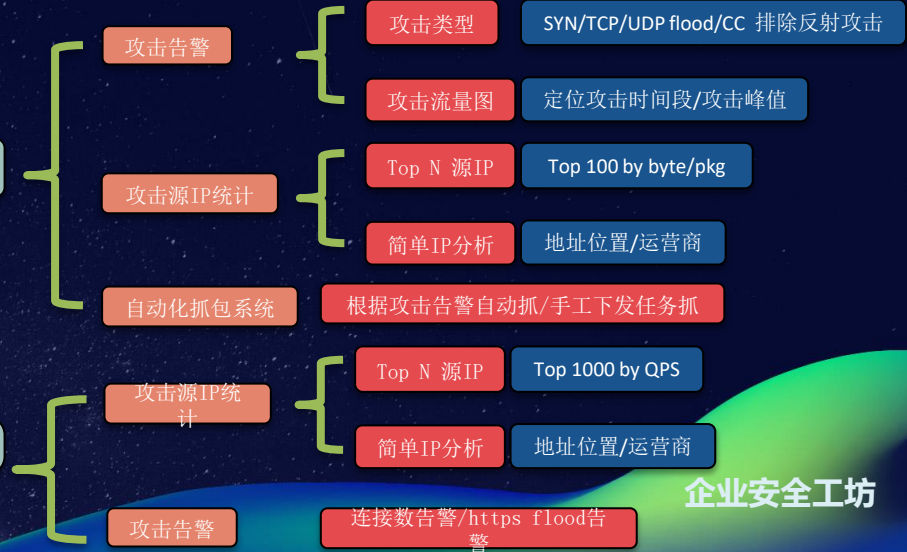 攻击告警
攻击类型
SYN/TCP/UDP flood/CC 排除反射攻击
攻击流量图
定位攻击时间段/攻击峰值
攻击源IP统计
Top N 源IP
Top 100 by byte/pkg
简单IP分析
地址位置/运营商
自动化抓包系统
根据攻击告警自动抓/手工下发任务抓
攻击源IP统
计
Top N 源IP
Top 1000 by QPS
简单IP分析
地址位置/运营商
企业安全工坊
攻击告警
连接数告警/https flood告
警